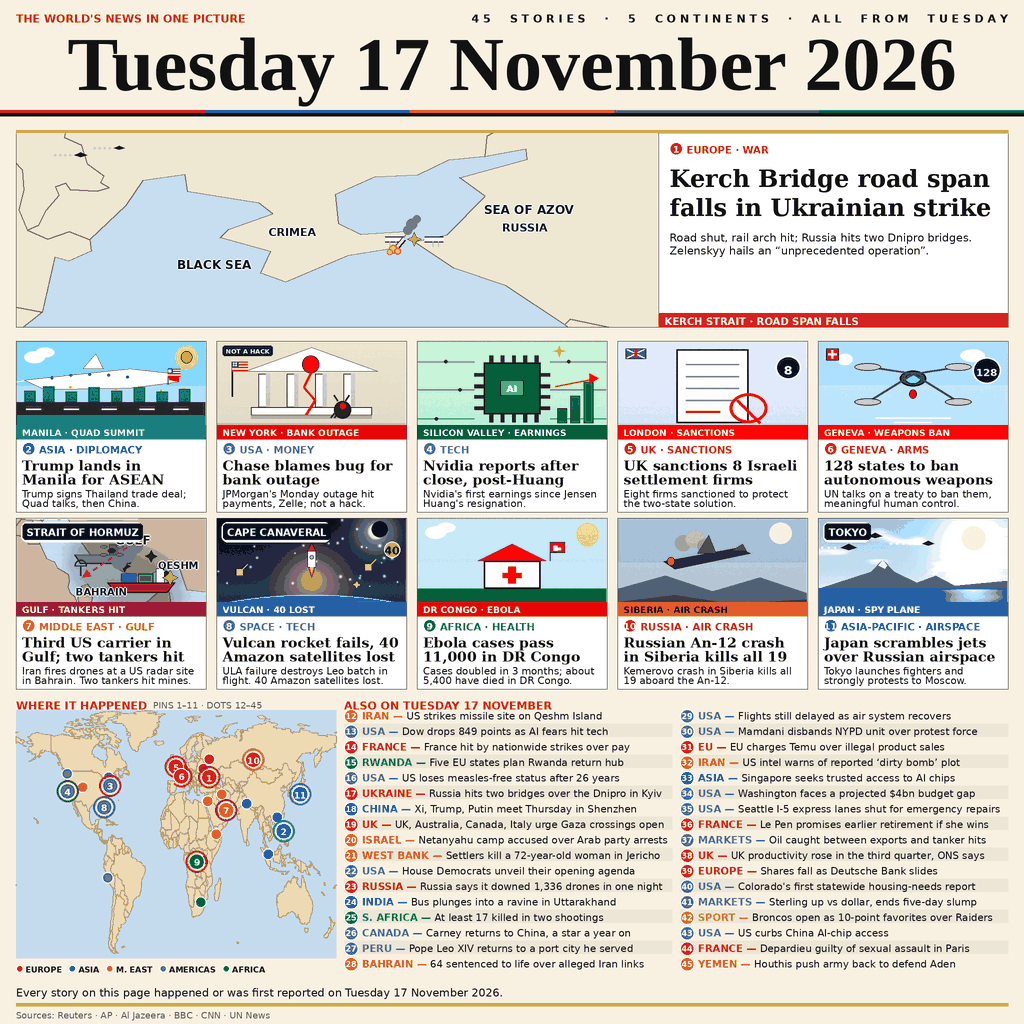 THE WORLD'S NEWS IN ONE PICTURE
45 STORIES · 5 CONTINENTS · ALL FROM TUESDAY
Tuesday 17 November 2026
CRIMEA
BLACK SEA
SEA OF AZOV
RUSSIA
1 EUROPE · WAR
Kerch Bridge road span
falls in Ukrainian strike
Road shut, rail arch hit; Russia hits two Dnipro bridges.
Zelenskyy hails an “unprecedented operation”.
KERCH STRAIT · ROAD SPAN FALLS
MANILA · QUAD SUMMIT
2 ASIA · DIPLOMACY
Trump lands in
Manila for ASEAN
Trump signs Thailand trade deal;
Quad talks, then China.
NOT A HACK
NEW YORK · BANK OUTAGE
3 USA · MONEY
Chase blames bug for
bank outage
JPMorgan's Monday outage hit
payments, Zelle; not a hack.
AI
SILICON VALLEY · EARNINGS
4 TECH
Nvidia reports after
close, post-Huang
Nvidia's first earnings since Jensen
Huang's resignation.
8
LONDON · SANCTIONS
5 UK · SANCTIONS
UK sanctions 8 Israeli
settlement firms
Eight firms sanctioned to protect
the two-state solution.
128
GENEVA · WEAPONS BAN
6 GENEVA · ARMS
128 states to ban
autonomous weapons
UN talks on a treaty to ban them,
meaningful human control.
STRAIT OF HORMUZ
GULF
QESHM
BAHRAIN
GULF · TANKERS HIT
7 MIDDLE EAST · GULF
Third US carrier in
Gulf; two tankers hit
Iran fires drones at a US radar site
in Bahrain. Two tankers hit mines.
CAPE CANAVERAL
40
VULCAN · 40 LOST
8 SPACE · TECH
Vulcan rocket fails, 40
Amazon satellites lost
ULA failure destroys Leo batch in
flight. 40 Amazon satellites lost.
DR CONGO · EBOLA
9 AFRICA · HEALTH
Ebola cases pass
11,000 in DR Congo
Cases doubled in 3 months; about
5,400 have died in DR Congo.
SIBERIA · AIR CRASH
10 RUSSIA · AIR CRASH
Russian An-12 crash
in Siberia kills all 19
Kemerovo crash in Siberia kills all
19 aboard the An-12.
TOKYO
JAPAN · SPY PLANE
11 ASIA-PACIFIC · AIRSPACE
Japan scrambles jets
over Russian airspace
Tokyo launches fighters and
strongly protests to Moscow.
WHERE IT HAPPENED PINS 1–11 · DOTS 12–45
5
6
1
10
4
3
8
7
11
2
9
EUROPE ASIA M. EAST AMERICAS AFRICA
ALSO ON TUESDAY 17 NOVEMBER
12 IRAN — US strikes missile site on Qeshm Island
13 USA — Dow drops 849 points as AI fears hit tech
14 FRANCE — France hit by nationwide strikes over pay
15 RWANDA — Five EU states plan Rwanda return hub
16 USA — US loses measles-free status after 26 years
17 UKRAINE — Russia hits two bridges over the Dnipro in Kyiv
18 CHINA — Xi, Trump, Putin meet Thursday in Shenzhen
19 UK — UK, Australia, Canada, Italy urge Gaza crossings open
20 ISRAEL — Netanyahu camp accused over Arab party arrests
21 WEST BANK — Settlers kill a 72-year-old woman in Jericho
22 USA — House Democrats unveil their opening agenda
23 RUSSIA — Russia says it downed 1,336 drones in one night
24 INDIA — Bus plunges into a ravine in Uttarakhand
25 S. AFRICA — At least 17 killed in two shootings
26 CANADA — Carney returns to China, a star a year on
27 PERU — Pope Leo XIV returns to a port city he served
28 BAHRAIN — 64 sentenced to life over alleged Iran links
29 USA — Flights still delayed as air system recovers
30 USA — Mamdani disbands NYPD unit over protest force
31 EU — EU charges Temu over illegal product sales
32 IRAN — US intel warns of reported ‘dirty bomb’ plot
33 ASIA — Singapore seeks trusted access to AI chips
34 USA — Washington faces a projected $4bn budget gap
35 USA — Seattle I-5 express lanes shut for emergency repairs
36 FRANCE — Le Pen promises earlier retirement if she wins
37 MARKETS — Oil caught between exports and tanker hits
38 UK — UK productivity rose in the third quarter, ONS says
39 EUROPE — Shares fall as Deutsche Bank slides
40 USA — Colorado's first statewide housing-needs report
41 MARKETS — Sterling up vs dollar, ends five-day slump
42 SPORT — Broncos open as 10-point favorites over Raiders
43 USA — US curbs China AI-chip access
44 FRANCE — Depardieu guilty of sexual assault in Paris
45 YEMEN — Houthis push army back to defend Aden
Every story on this page happened or was first reported on Tuesday 17 November 2026.
Sources: Reuters · AP · Al Jazeera · BBC · CNN · UN News